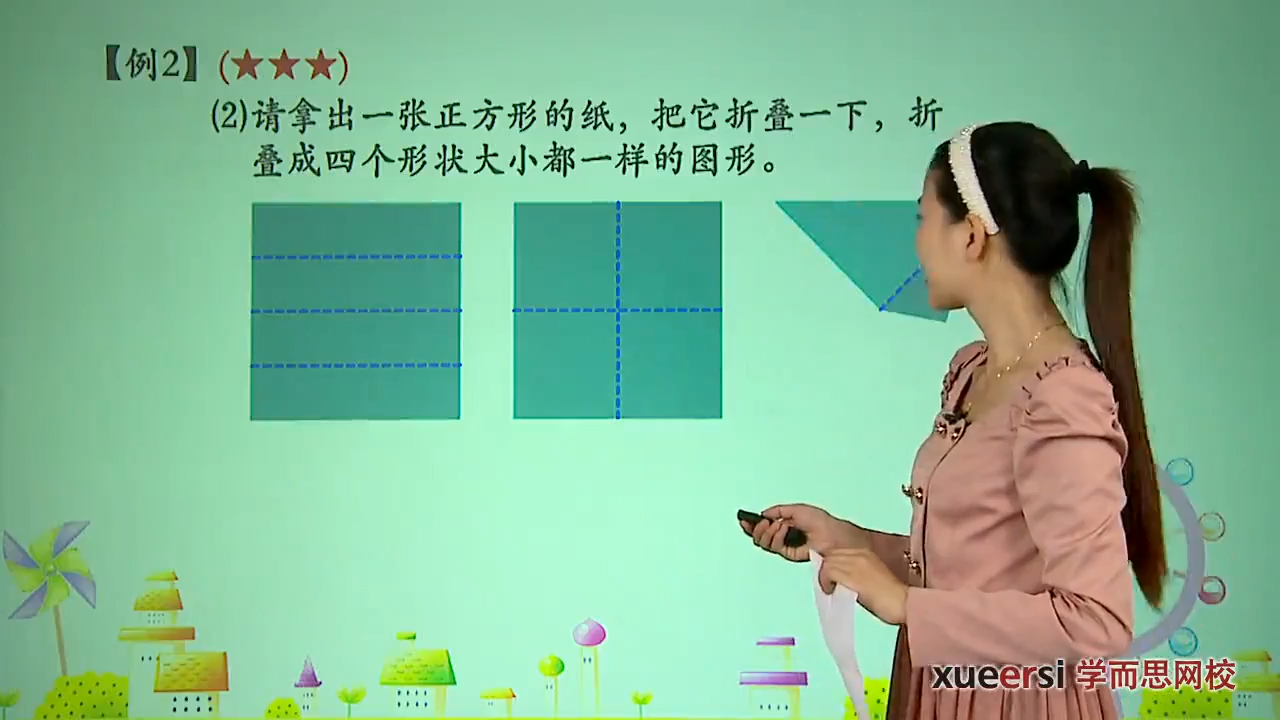 【例2】(★★★)
(2)请拿出一张正方形的纸，把它折叠一下，折
叠成四个形状大小都一样的图形。
xueersi 学而思网校